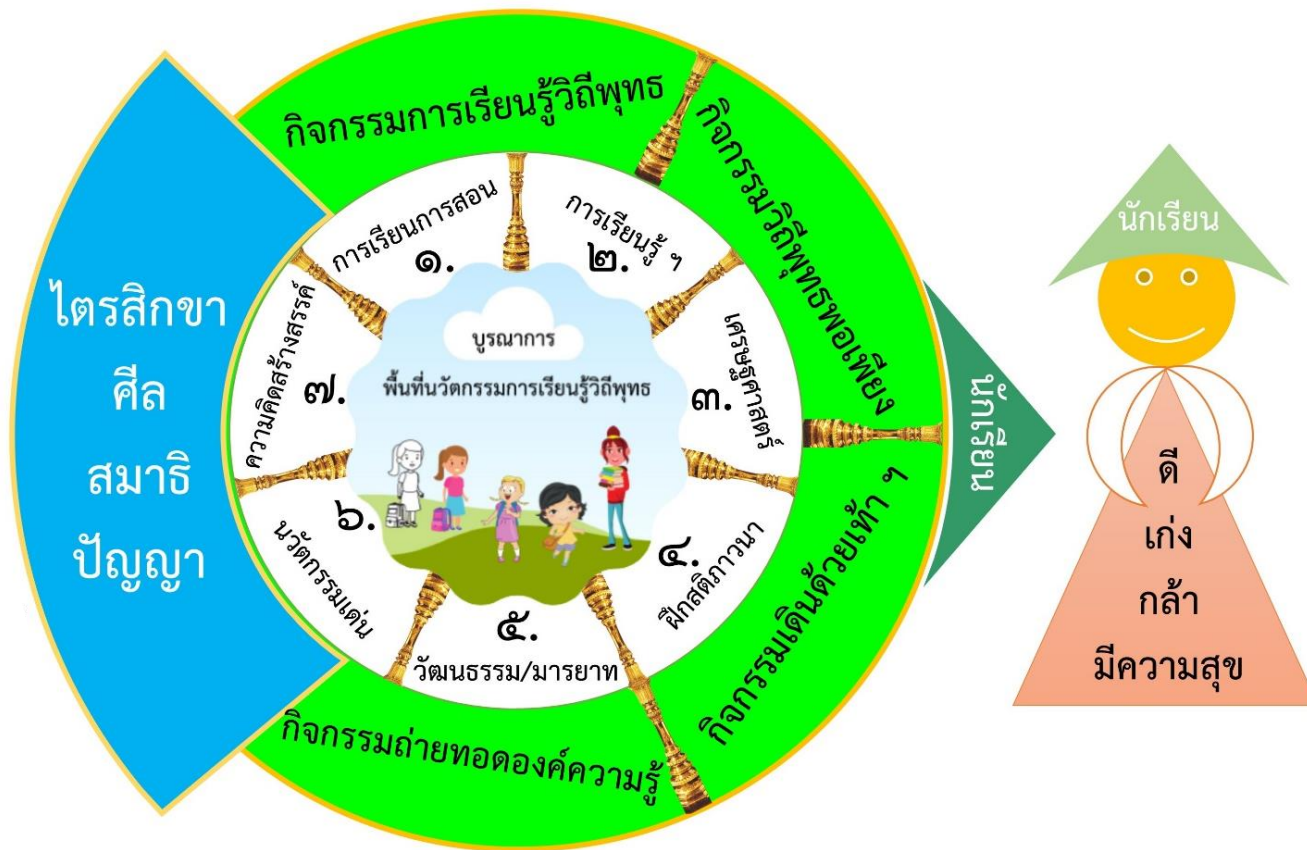 ไตรสิกขา
ศีล
สมาธิ
ปัญญา
กิจกรรมการเรียนรู้วิถีพุทธ
กิจกรรมวิถีพุทธพอเพียง
กิจกรรมเดินด้วยเท้า ฯ
กิจกรรมถ่ายทอดองค์ความรู้
การเรียนการสอน
๑.
การเรียนรู้ ฯ
๒.
เศรษฐศาสตร์
๓.
ฝึกสติภาวนา
๔.
๕.
วัฒนธรรม/มารยาท
๖.
นวัตกรรมเด่น
๗.
ความคิดสร้างสรรค์
บูรณาการ
พื้นที่นวัตกรรมการเรียนรู้วิถีพุทธ
นักเรียน
นักเรียน
ดี
เก่ง
กล้า
มีความสุข